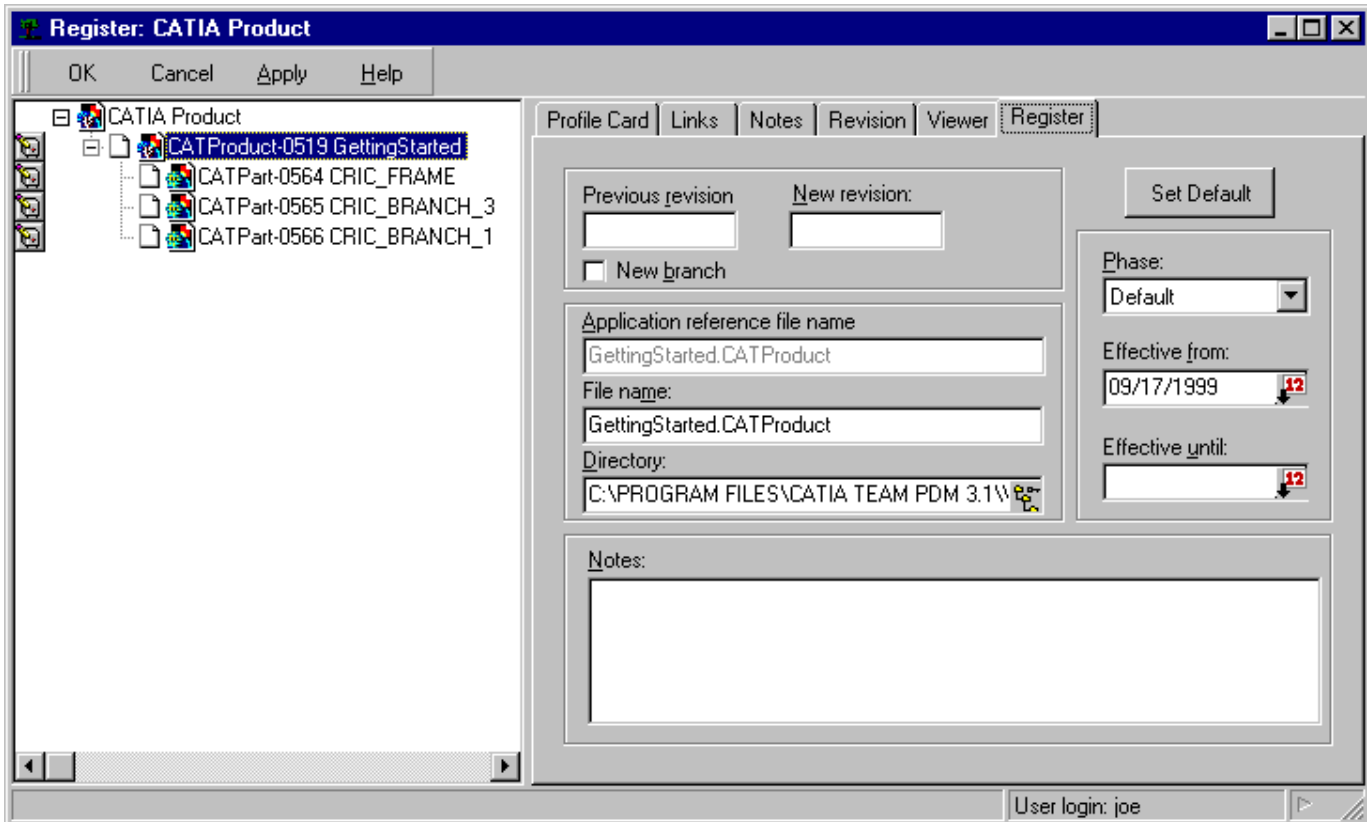 Register: CATIA Product
OK Cancel Apply Help
CATIA Product
CATProduct-0519 GettingStarted
CATPart-0564 CRIC_FRAME
CATPart-0565 CRIC_BRANCH_3
CATPart-0566 CRIC_BRANCH_1
Profile Card Links Notes Revision Viewer Register
Previous revision New revision:
New branch
Set Default
Application reference file name
GettingStarted.CATProduct
File name:
GettingStarted.CATProduct
Directory:
C:\PROGRAM FILES\CATIA TEAM PDM 3.1\
Phase:
Default
Effective from:
09/17/1999 12
Effective until:
12
Notes:
User login: joe